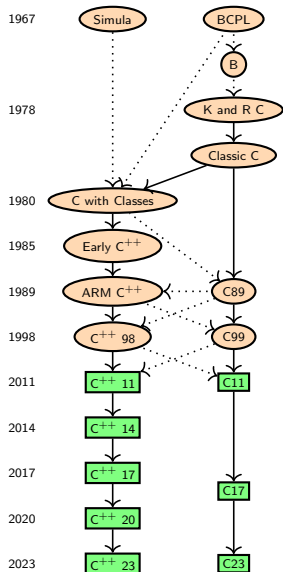 1967 Simula BCPL
B
1978 K and R C
Classic C
1980 C with Classes
1985 Early C++
1989 ARM C++ C89
1998 C++ 98 C99
2011 C++ 11 C11
2014 C++ 14
2017 C++ 17
C17
2020 C++ 20
2023 C++ 23 C23